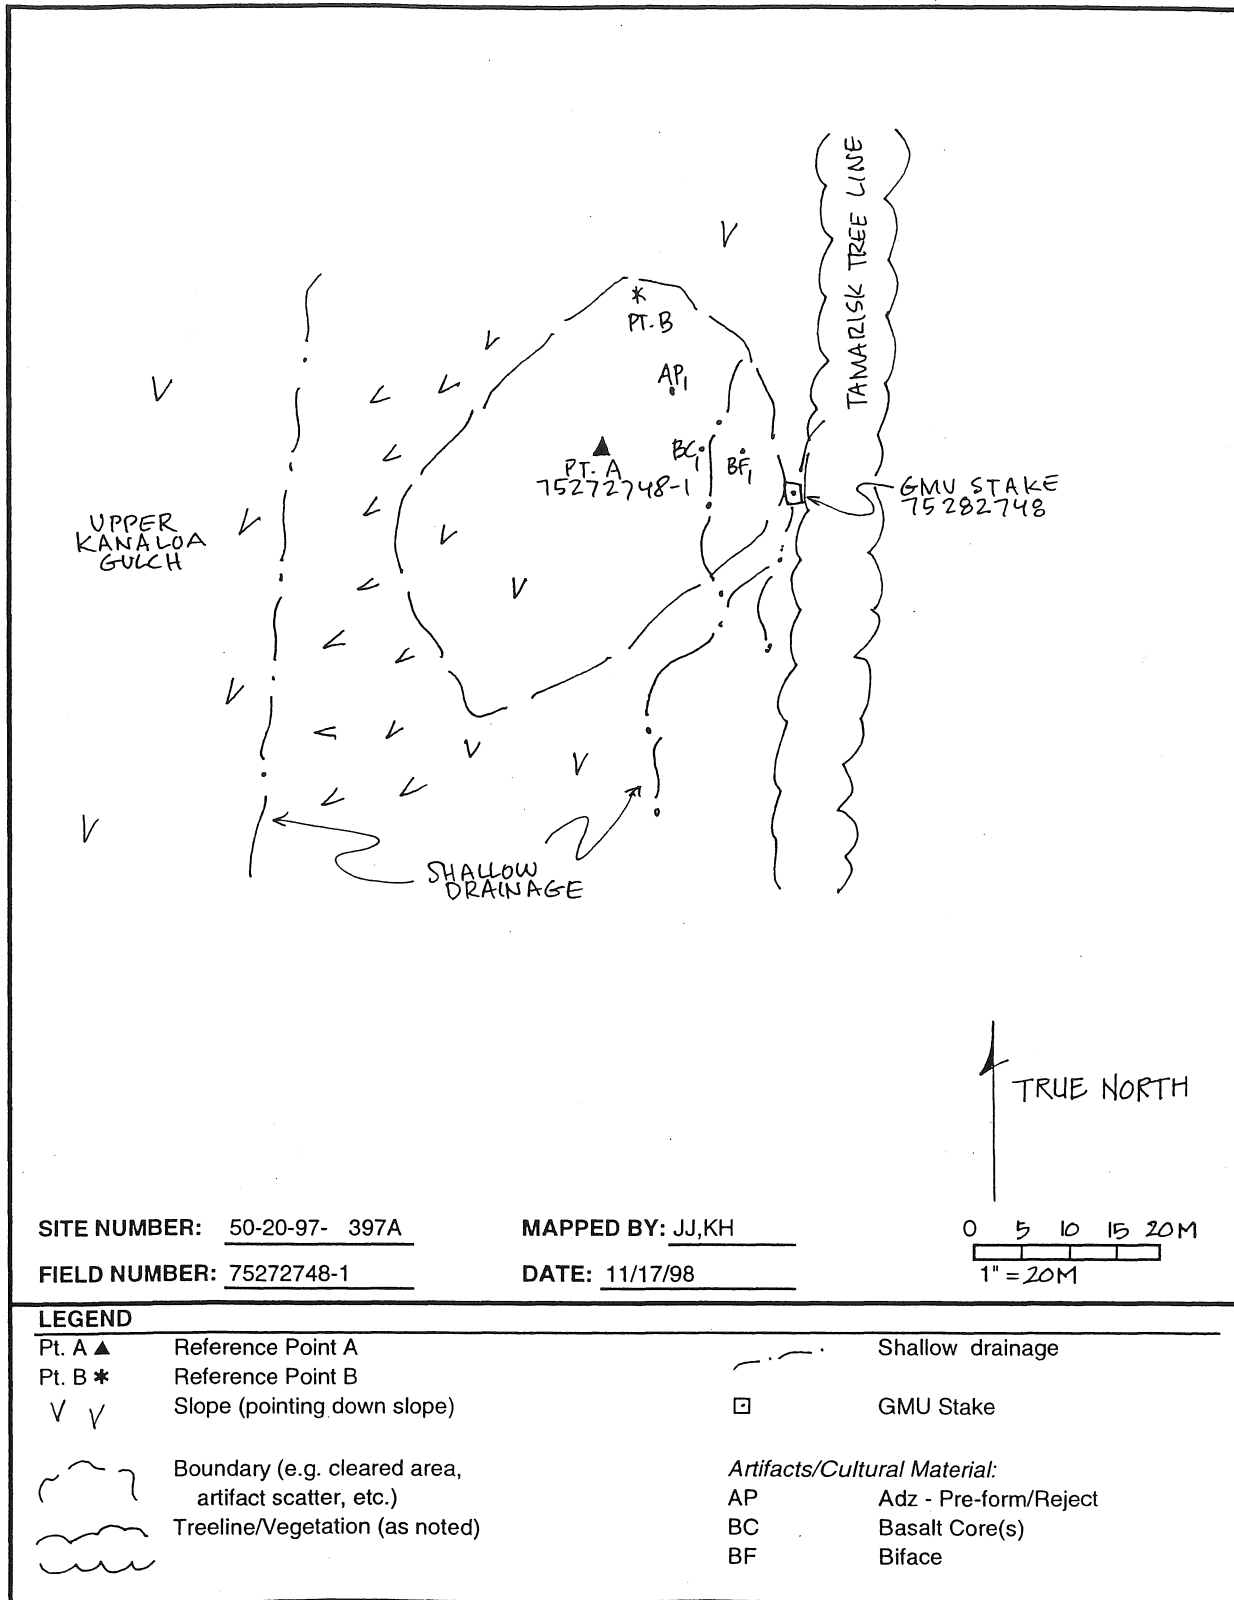 TAMARISK TREE LINE
PT. B
AP1
BC1
BF1
PT. A
75272748-1
GMU STAKE
75282748
UPPER
KANALOA
GULCH
SHALLOW
DRAINAGE
TRUE NORTH
SITE NUMBER: 50-20-97- 397A
MAPPED BY: JJ,KH
0 5 10 15 20M
FIELD NUMBER: 75272748-1
DATE: 11/17/98
1" = 20M
LEGEND
Pt. A ▲ Reference Point A
Pt. B * Reference Point B
Slope (pointing down slope)
Boundary (e.g. cleared area,
artifact scatter, etc.)
Treeline/Vegetation (as noted)
Shallow drainage
GMU Stake
Artifacts/Cultural Material:
AP Adz - Pre-form/Reject
BC Basalt Core(s)
BF Biface